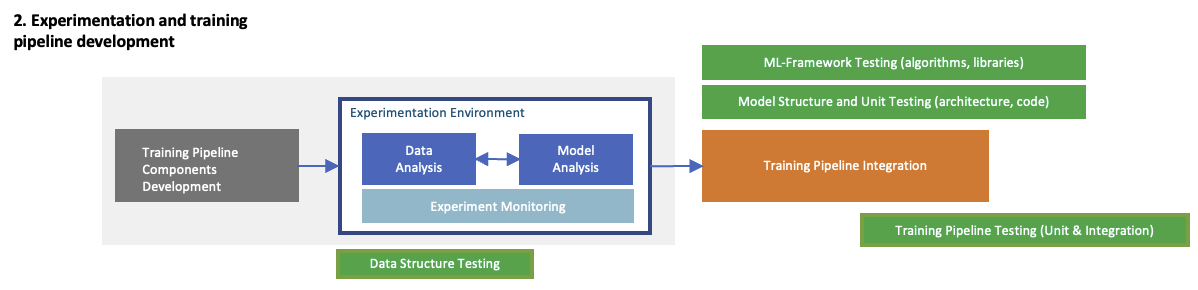 2. Experimentation and training
pipeline development
ML-Framework Testing (algorithms, libraries)
Model Structure and Unit Testing (architecture, code)
Experimentation Environment
Training Pipeline
Components
Development
Data
Analysis
Model
Analysis
Experiment Monitoring
Training Pipeline Integration
Training Pipeline Testing (Unit & Integration)
Data Structure Testing